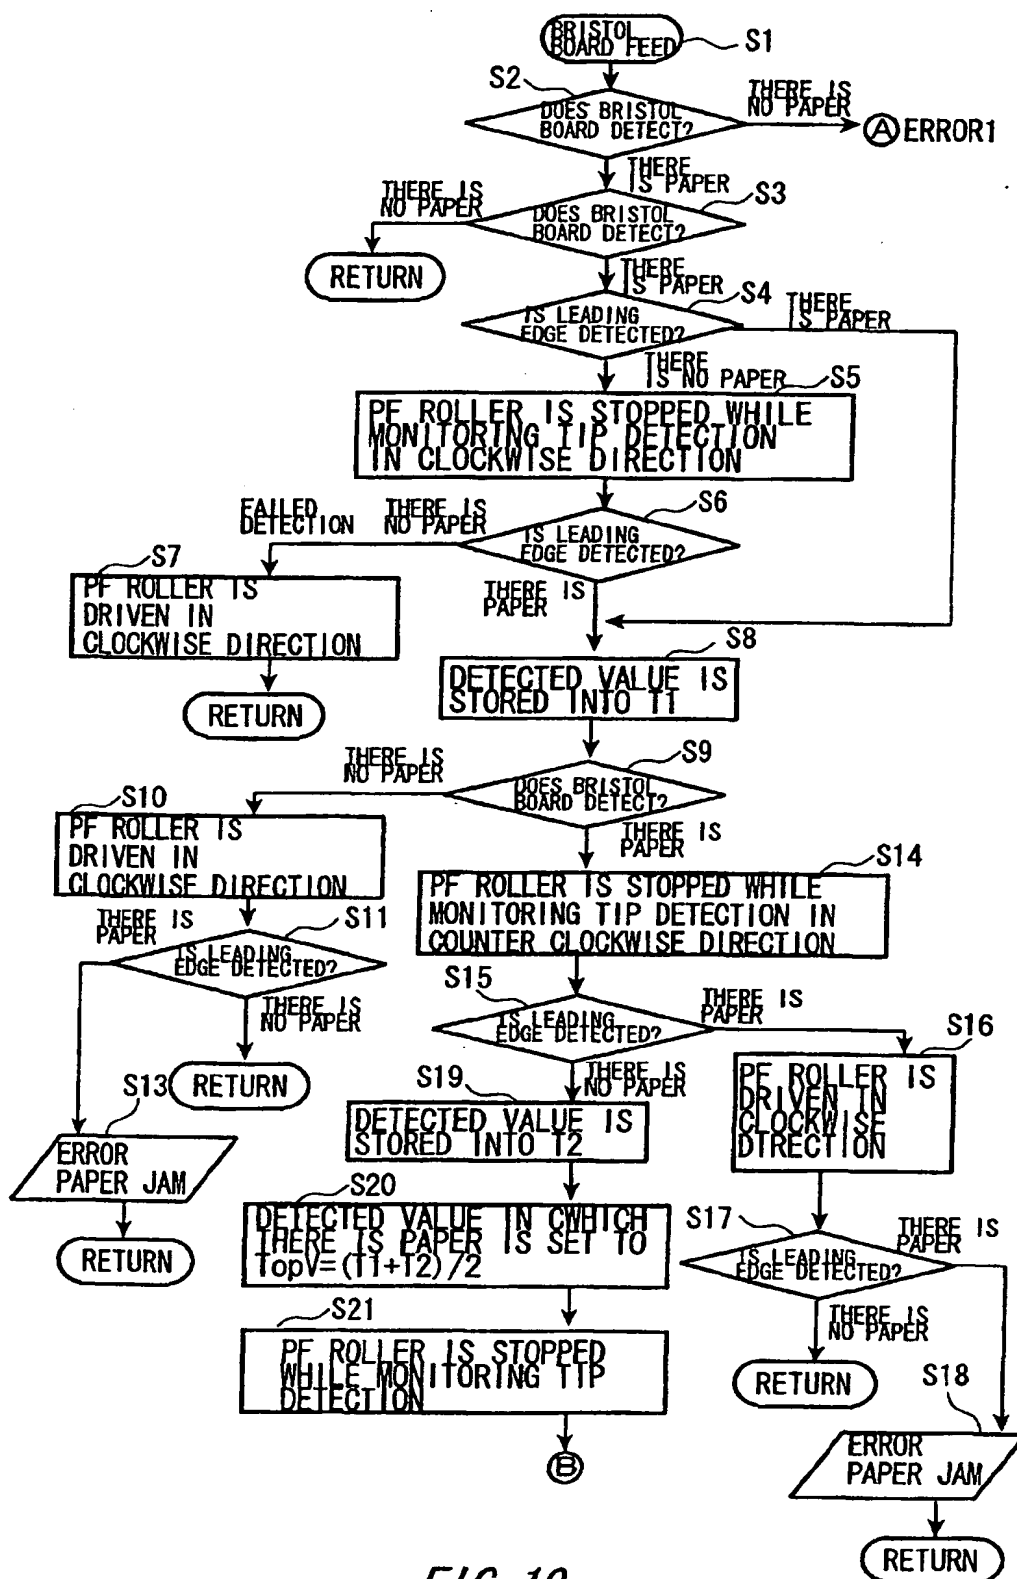 BRISTOL
BOARD FEED
S1
S2
DOES BRISTOL
BOARD DETECT?
THERE IS
NO PAPER
A ERROR1
THERE
IS PAPER
S3
DOES BRISTOL
BOARD DETECT?
THERE IS
NO PAPER
RETURN
THERE
IS PAPER
S4
IS LEADING
EDGE DETECTED?
THERE
IS PAPER
THERE
IS NO PAPER
S5
PF ROLLER IS STOPPED WHILE
MONITORING TIP DETECTION
IN CLOCKWISE DIRECTION
S6
IS LEADING
EDGE DETECTED?
FAILED
DETECTION
THERE IS
NO PAPER
S7
PF ROLLER IS
DRIVEN IN
CLOCKWISE DIRECTION
RETURN
THERE IS
PAPER
S8
DETECTED VALUE IS
STORED INTO T1
S9
DOES BRISTOL
BOARD DETECT?
THERE IS
NO PAPER
S10
PF ROLLER IS
DRIVEN IN
CLOCKWISE DIRECTION
THERE IS
PAPER
S14
PF ROLLER IS STOPPED WHILE
MONITORING TIP DETECTION IN
COUNTER CLOCKWISE DIRECTION
THERE IS
PAPER
S11
IS LEADING
EDGE DETECTED?
THERE IS
NO PAPER
RETURN
S13
ERROR
PAPER JAM
RETURN
S15
IS LEADING
EDGE DETECTED?
THERE IS
PAPER
S16
PF ROLLER IS
DRIVEN IN
CLOCKWISE
DTRECTION
THERE IS
NO PAPER
S19
DETECTED VALUE IS
STORED INTO T2
S20
DETECTED VALUE IN CWHICH
THERE IS PAPER IS SET TO
TopV=(T1+T2)/2
S17
IS LEADING
EDGE DETECTED?
THERE IS
PAPER
THERE IS
NO PAPER
RETURN
S21
PF ROLLER IS STOPPED
WHILE MONITORING TIP
DETECTION
B
S18
ERROR
PAPER JAM
RETURN